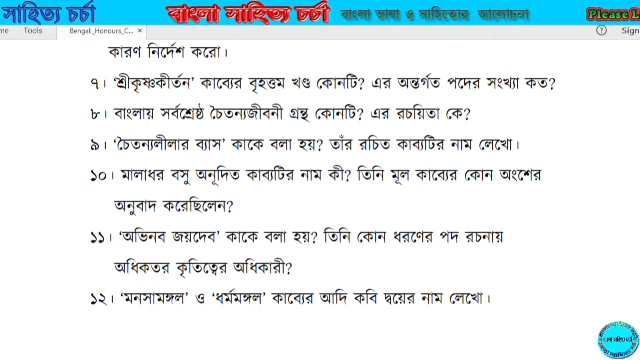 সাহিত্য চর্চা
বাংলা সাহিত্য চর্চা
বাংলা ভাষা ও সাহিত্যের আলোচনা
Please L
me Tools Bengali_Honours_C... × ? Sign
কারণ নির্দেশ করো।
৭। ‘শ্রীকৃষ্ণকীর্তন’ কাব্যের বৃহত্তম খণ্ড কোনটি? এর অন্তর্গত পদের সংখ্যা কত?
৮। বাংলায় সর্বশ্রেষ্ঠ চৈতন্যজীবনী গ্রন্থ কোনটি? এর রচয়িতা কে?
৯। ‘চৈতন্যলীলার ব্যাস’ কাকে বলা হয়? তাঁর রচিত কাব্যটির নাম লেখো।
১০। মালাধর বসু অনূদিত কাব্যটির নাম কী? তিনি মূল কাব্যের কোন অংশের
অনুবাদ করেছিলেন?
১১। ‘অভিনব জয়দেব’ কাকে বলা হয়? তিনি কোন ধরণের পদ রচনায়
অধিকতর কৃতিত্বের অধিকারী?
১২। ‘মনসামঙ্গল’ ও ‘ধর্মমঙ্গল’ কাব্যের আদি কবি দ্বয়ের নাম লেখো।
বাংলা সাহিত্য চর্চা